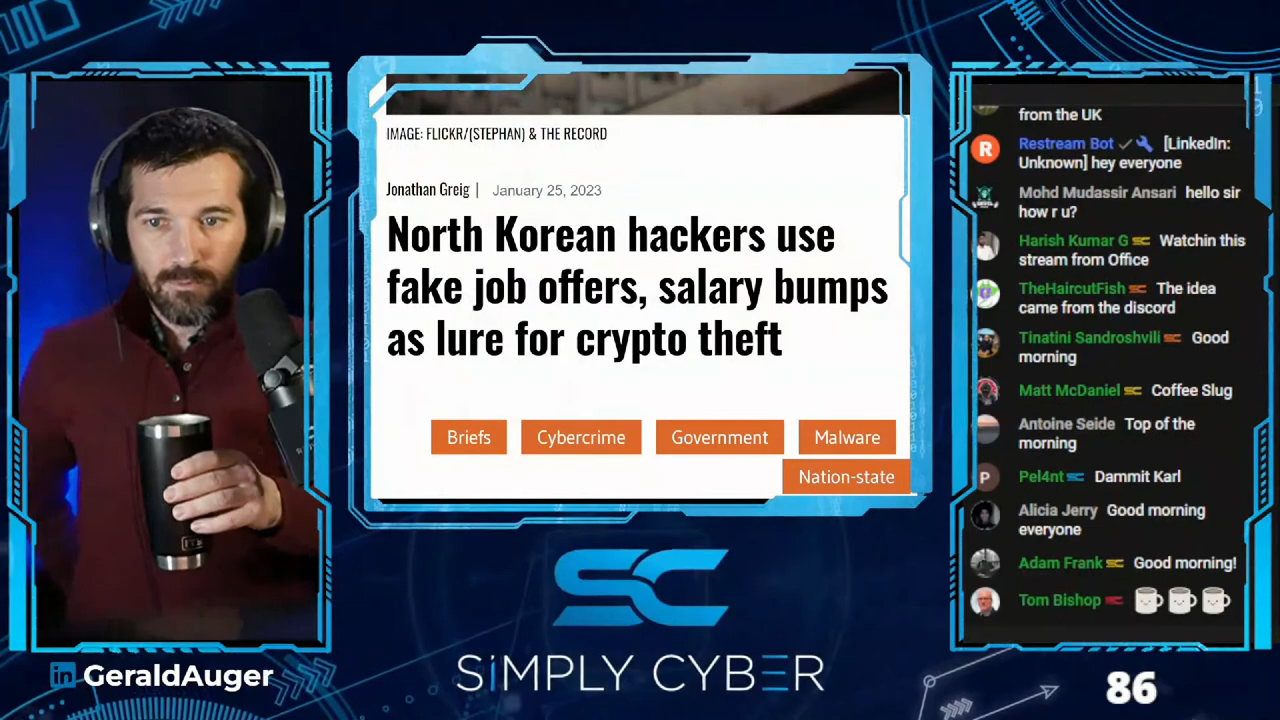 IMAGE: FLICKR/(STEPHAN) & THE RECORD
Jonathan Greig | January 25, 2023
North Korean hackers use
fake job offers, salary bumps
as lure for crypto theft
Briefs Cybercrime Government Malware
Nation-state
SC
SIMPLY CYBER
in GeraldAuger
from the UK
R Restream Bot [LinkedIn:
Unknown] hey everyone
Mohd Mudassir Ansari hello sir
how r u?
Harish Kumar G Watchin this
stream from Office
TheHaircutFish The idea
came from the discord
Tinatini Sandroshvili Good
morning
Matt McDaniel Coffee Slug
Antoine Seide Top of the
morning
P Pel4nt Dammit Karl
Alicia Jerry Good morning
everyone
Adam Frank Good morning!
Tom Bishop
86